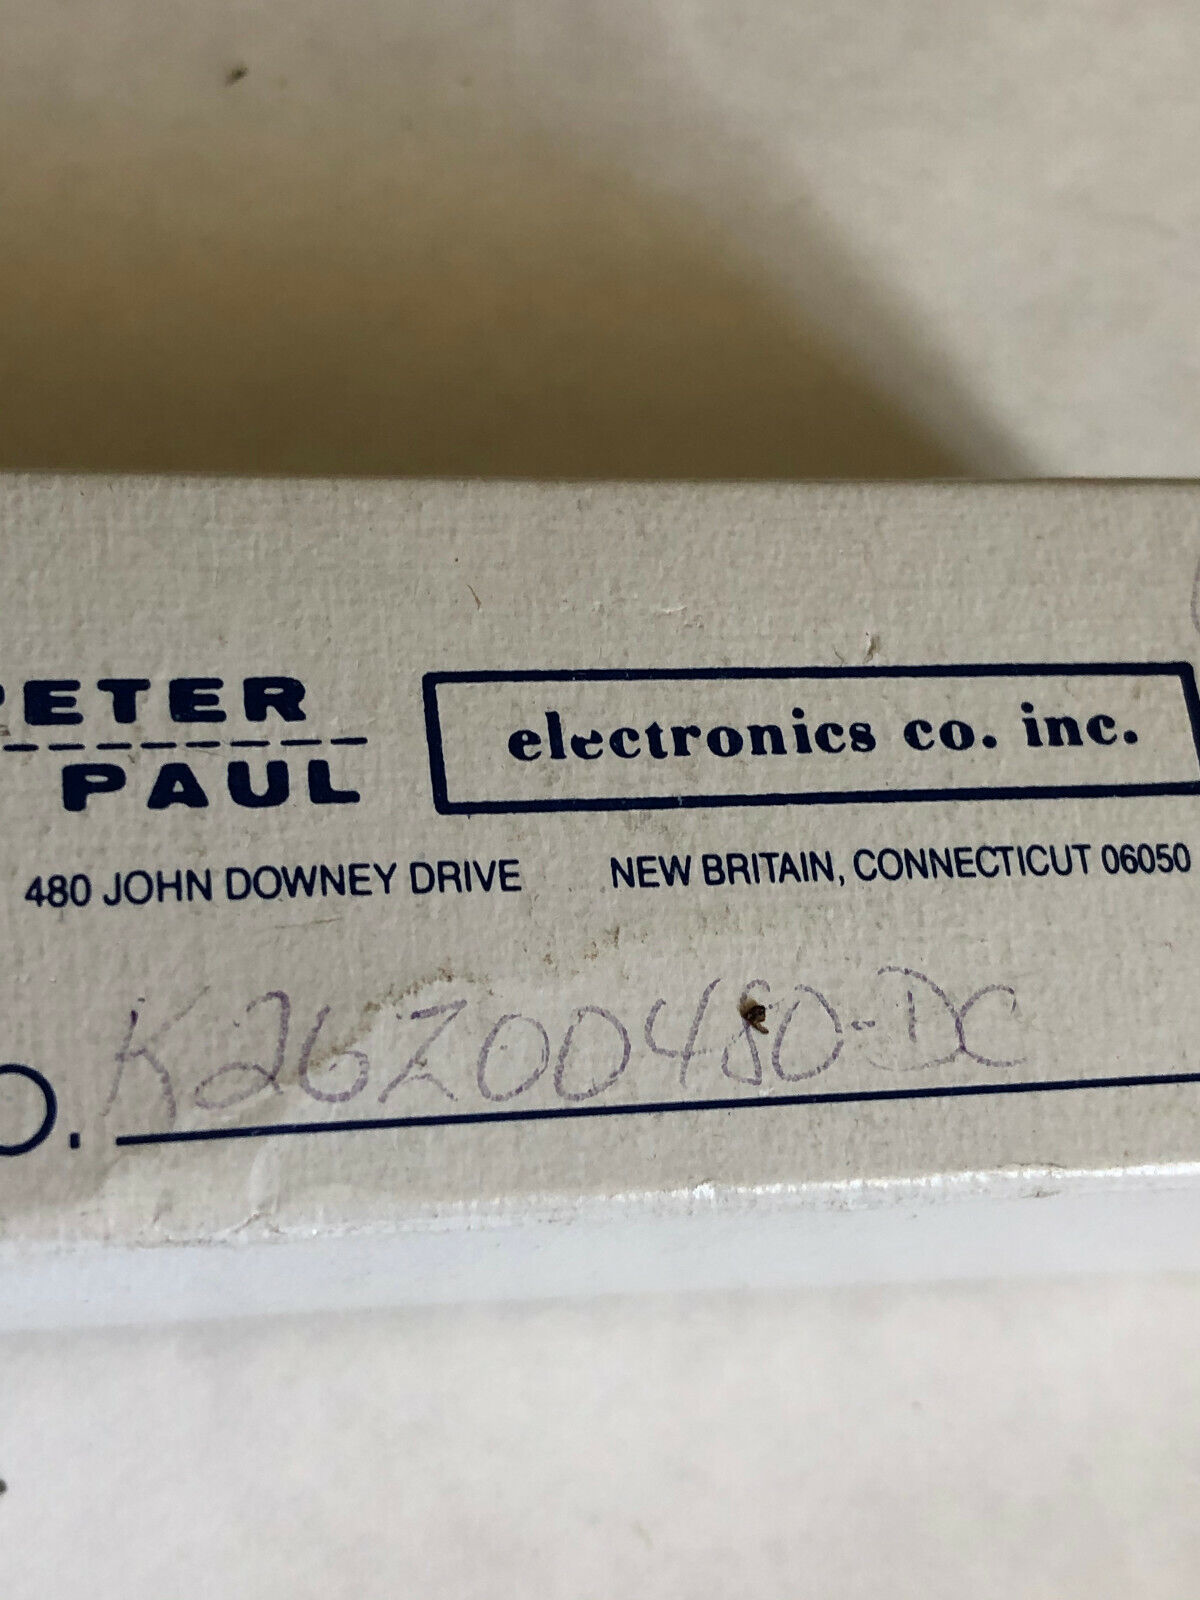 PETER
PAUL
electronics co. inc.
480 JOHN DOWNEY DRIVE NEW BRITAIN, CONNECTICUT 06050
O. K26Z00480-DC